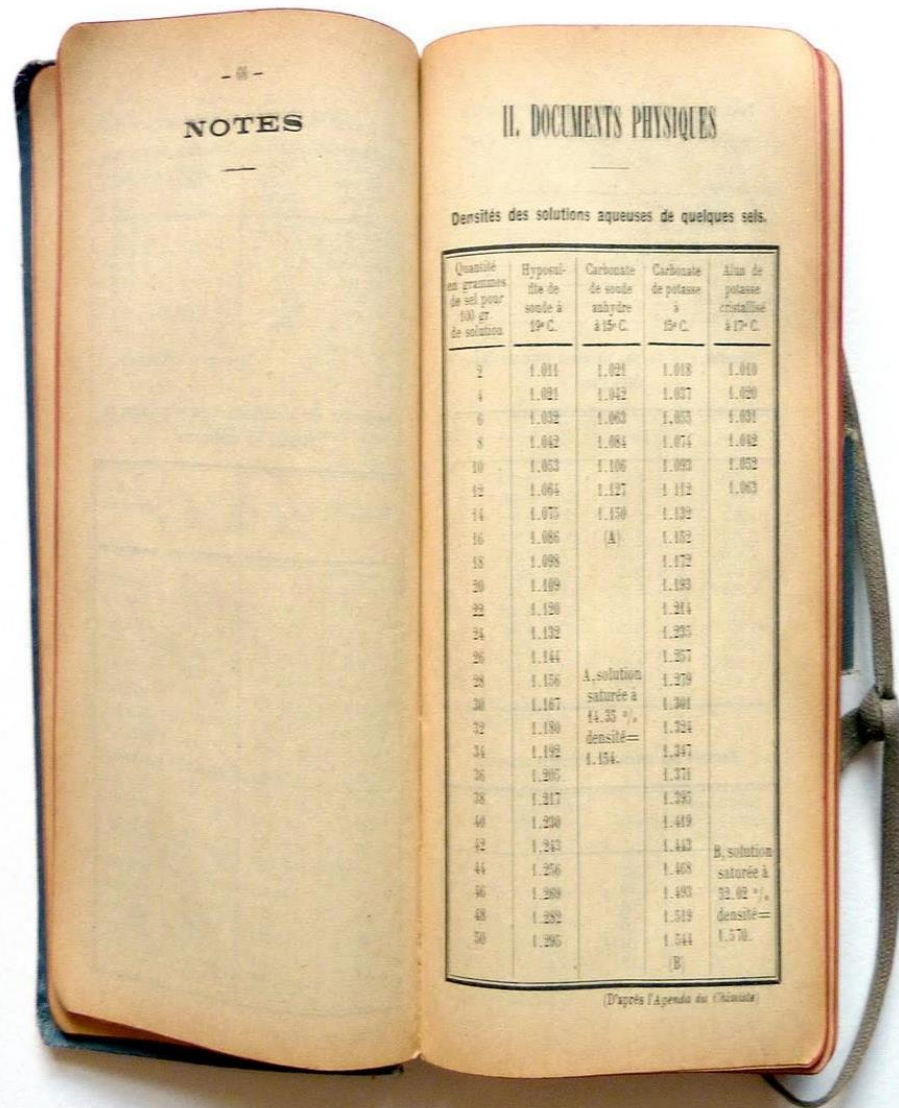 NOTES
II. DOCUMENTS PHYSIQUES
Densités des solutions aqueuses de quelques sels.
Quantité en grammes de sel pour 100 gr. de solution | Hyposulfite de soude à 19° C. | Carbonate de soude anhydre à 15° C. | Carbonate de potasse à 15° C. | Alun de potasse cristallisé à 17° C.
2 1.011 1.021 1.018 1.010
4 1.021 1.042 1.037 1.020
6 1.032 1.063 1.055 1.031
8 1.042 1.084 1.074 1.042
10 1.053 1.106 1.093 1.052
12 1.064 1.127 1 112 1.063
14 1.075 1.150 1.132
16 1.086 (A) 1.152
18 1.098 1.172
20 1.109 1.193
22 1.120 1.214
24 1.132 1.235
26 1.144 1.257
28 1.156 1.279
30 1.167 1.301
32 1.180 1.324
34 1.192 1.347
36 1.205 1.371
38 1.217 1.395
40 1.230 1.419
42 1.243 1.443
44 1.256 1.468
46 1.269 1.493
48 1.282 1.519
50 1.295 1.544
(B)
A, solution
saturée à
14.35 °/.
densité=
1.154.
B, solution
saturée à
52.02 °/.
densité=
1.570.
(D'après l'Agenda du Chimiste)